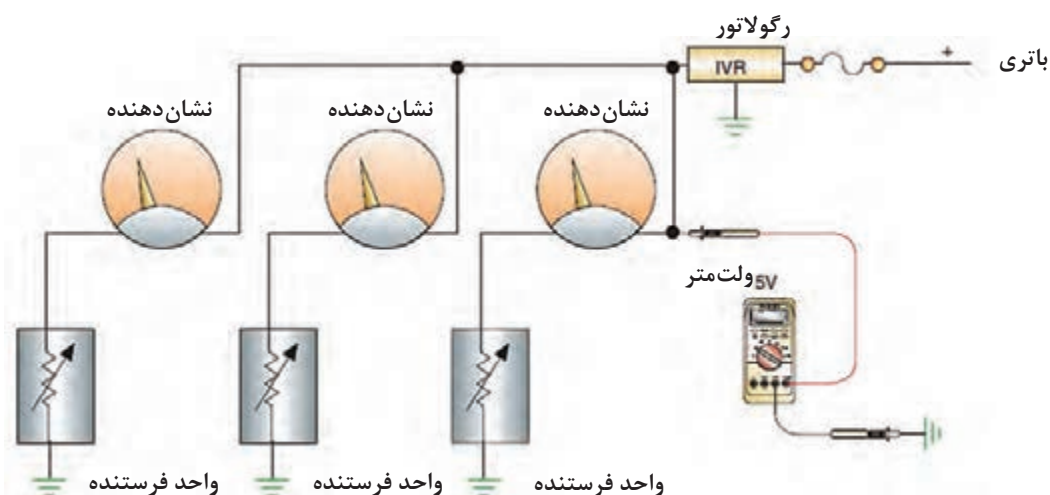 رگولاتور
باتری
+
IVR
نشان‌دهنده
نشان‌دهنده
نشان‌دهنده
ولت‌متر
5V
واحد فرستنده
واحد فرستنده
واحد فرستنده